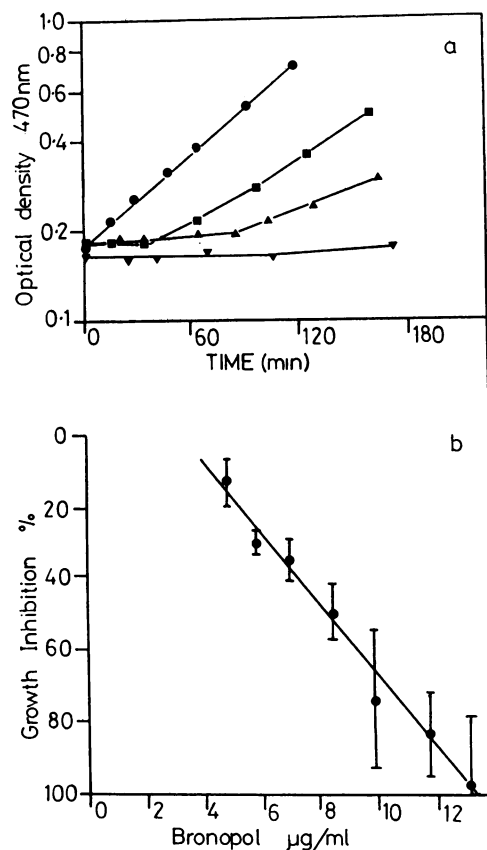 a
1·0
0·8
0·6
0·4
0·2
0·1
Optical density 470nm
0 60 120 180
TIME (min)
b
0
20
40
60
80
100
Growth Inhibition %
0 2 4 6 8 10 12
Bronopol µg/ml